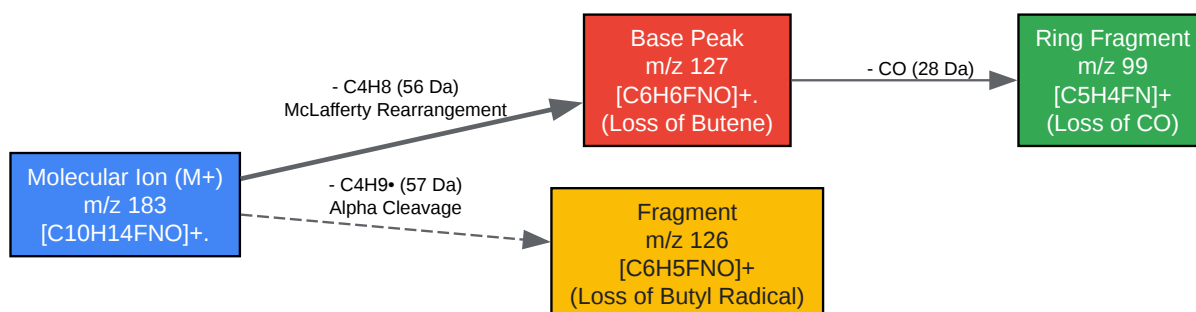 Molecular Ion (M+)
m/z 183
[C10H14FNO]+.
- C4H8 (56 Da)
McLafferty Rearrangement
- C4H9• (57 Da)
Alpha Cleavage
Base Peak
m/z 127
[C6H6FNO]+.
(Loss of Butene)
Fragment
m/z 126
[C6H5FNO]+
(Loss of Butyl Radical)
- CO (28 Da)
Ring Fragment
m/z 99
[C5H4FN]+
(Loss of CO)